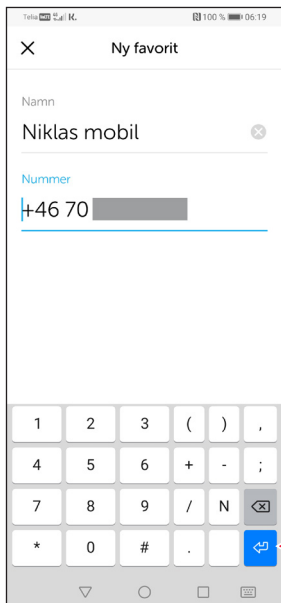 Telia K. 100 % 06:19
Ny favorit
Namn
Niklas mobil
Nummer
+46 70
1 2 3 ( ) ,
4 5 6 + - ;
7 8 9 / N
* 0 # .